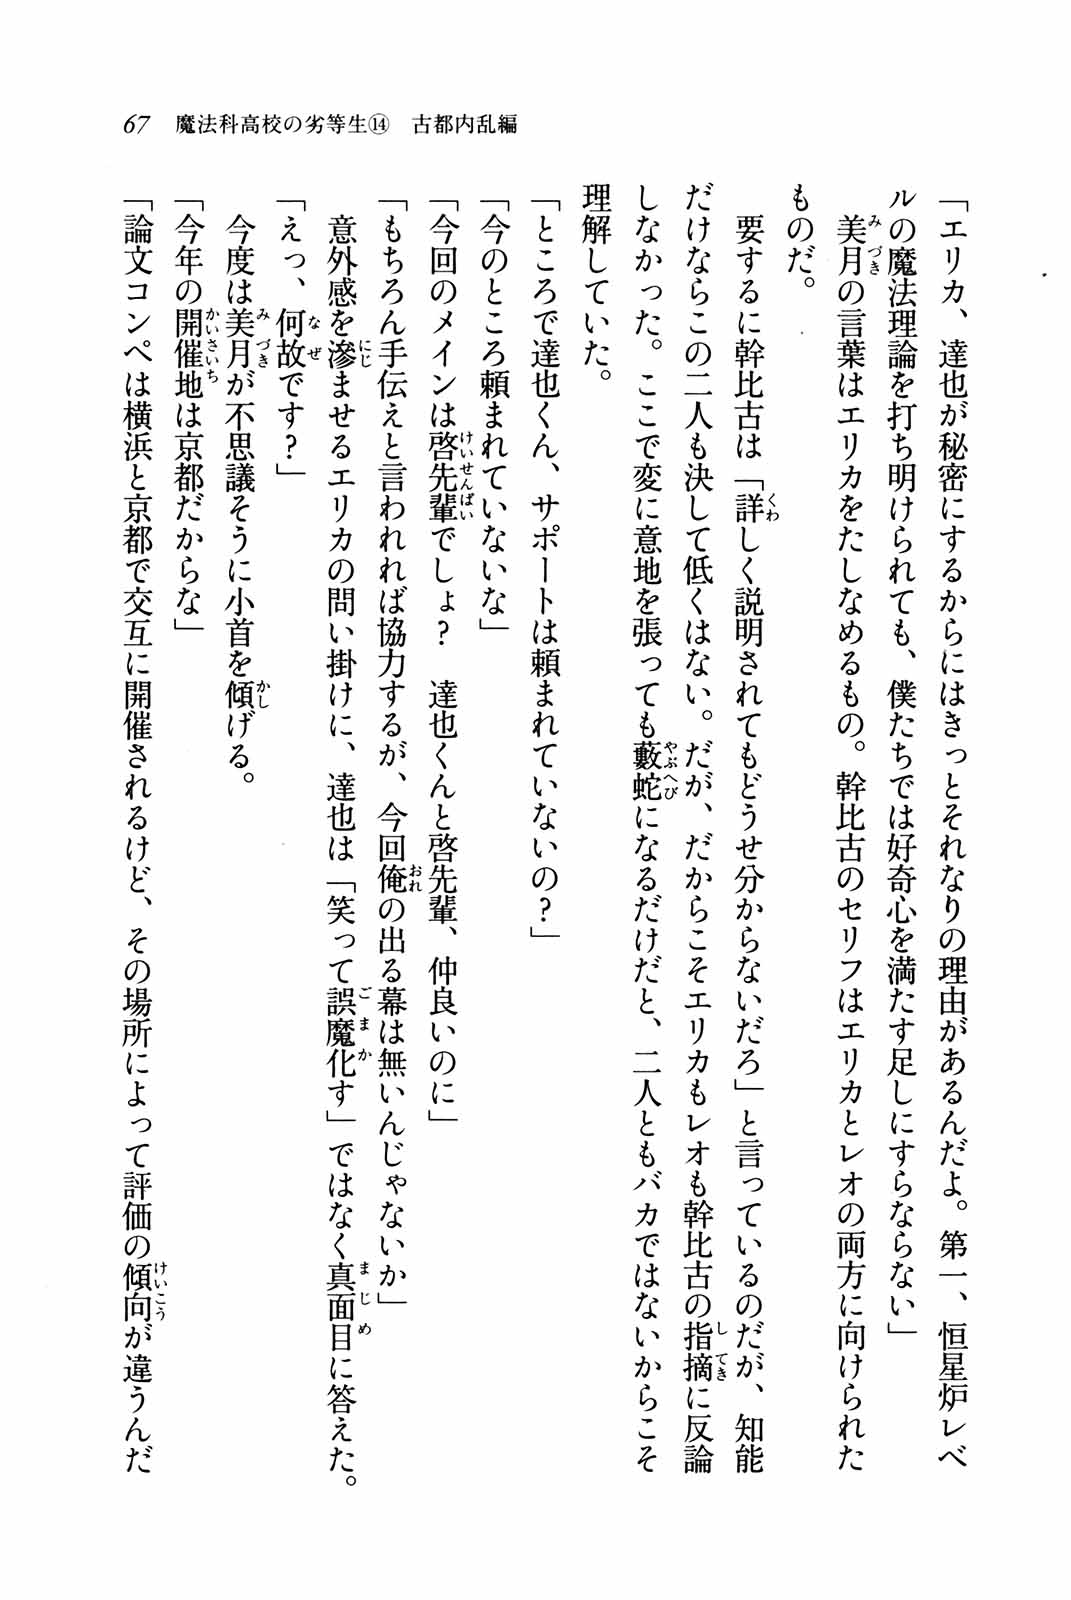 67　魔法科高校の劣等生⑭　古都内乱編
「エリカ、達也が秘密にするからにはきっとそれなりの理由があるんだよ。第一、恒星炉レベ
ルの魔法理論を打ち明けられても、僕たちでは好奇心を満たす足しにすらならない」
　美月の言葉はエリカをたしなめるもの。幹比古のセリフはエリカとレオの両方に向けられた
ものだ。
　要するに幹比古は「詳しく説明されてもどうせ分からないだろ」と言っているのだが、知能
だけならこの二人も決して低くはない。だが、だからこそエリカもレオも幹比古の指摘に反論
しなかった。ここで変に意地を張っても藪蛇になるだけだと、二人ともバカではないからこそ
理解していた。
「ところで達也くん、サポートは頼まれていないの？」
「今のところ頼まれていないな」
「今回のメインは啓先輩でしょ？　達也くんと啓先輩、仲良いのに」
「もちろん手伝えと言われれば協力するが、今回俺の出る幕は無いんじゃないか」
　意外感を滲ませるエリカの問い掛けに、達也は「笑って誤魔化す」ではなく真面目に答えた。
「えっ、何故です？」
　今度は美月が不思議そうに小首を傾げる。
「今年の開催地は京都だからな」
「論文コンペは横浜と京都で交互に開催されるけど、その場所によって評価の傾向が違うんだ